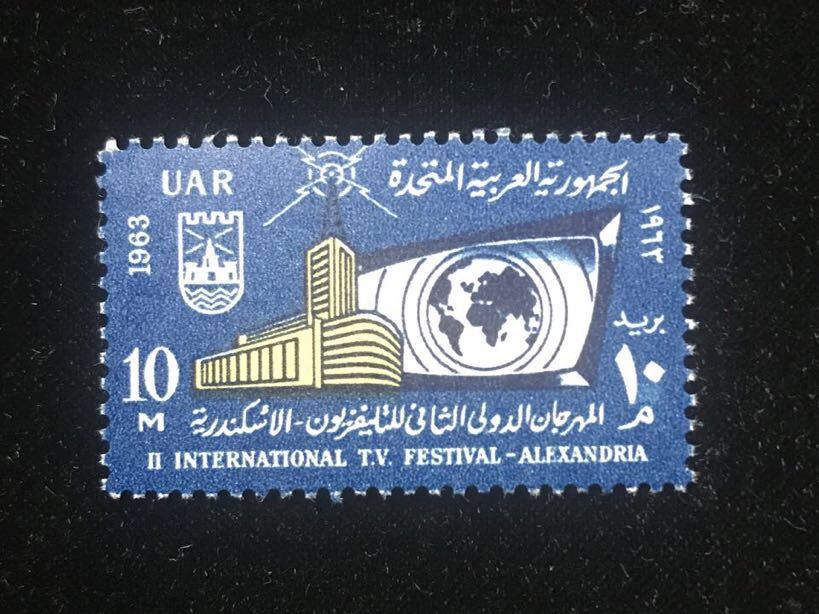 UAR
الجمهورية العربية المتحدة
1963
١٩٦٣
بريد
10
M
١٠
م
المهرجان الدولى الثانى للتليفزيون - الاسكندرية
II INTERNATIONAL T.V. FESTIVAL - ALEXANDRIA